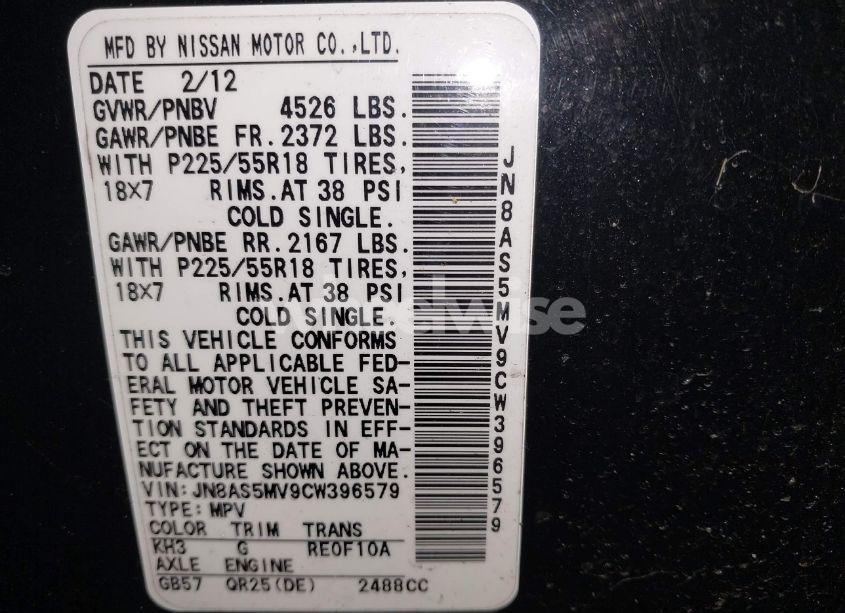 MFD BY NISSAN MOTOR CO.,LTD.
DATE 2/12
GVWR/PNBV 4526 LBS.
GAWR/PNBE FR.2372 LBS.
WITH P225/55R18 TIRES,
18X7 RIMS.AT 38 PSI
COLD SINGLE.
GAWR/PNBE RR.2167 LBS.
WITH P225/55R18 TIRES,
18X7 RIMS.AT 38 PSI
COLD SINGLE.
THIS VEHICLE CONFORMS
TO ALL APPLICABLE FED-
ERAL MOTOR VEHICLE SA-
FETY AND THEFT PREVEN-
TION STANDARDS IN EFF-
ECT ON THE DATE OF MA-
NUFACTURE SHOWN ABOVE.
VIN:JN8AS5MV9CW396579
TYPE:MPV
COLOR TRIM TRANS
KH3 G RE0F10A
AXLE ENGINE
GB57 QR25(DE) 2488CC
JN8AS5MV9CW396579